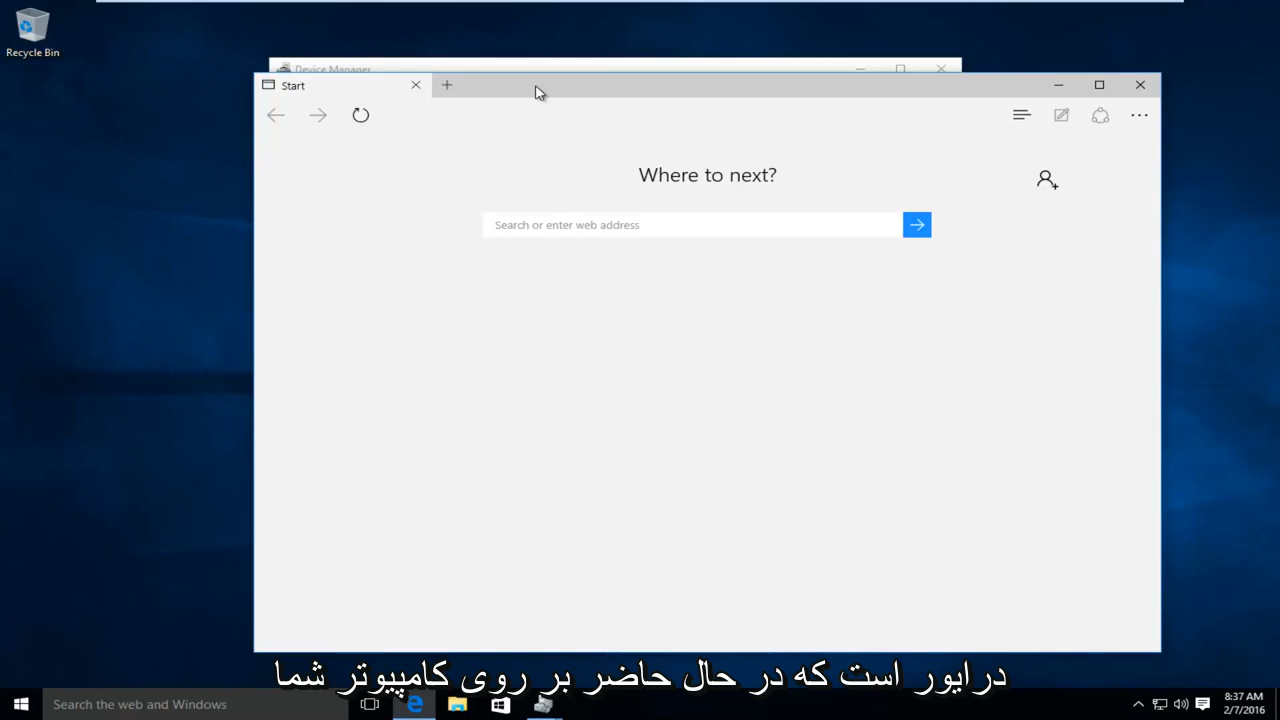 Recycle Bin
Device Manager
Start
Where to next?
Search or enter web address
درایور است که در حال حاضر بر روی کامپیوتر شما
Search the web and Windows
8:37 AM
2/7/2016